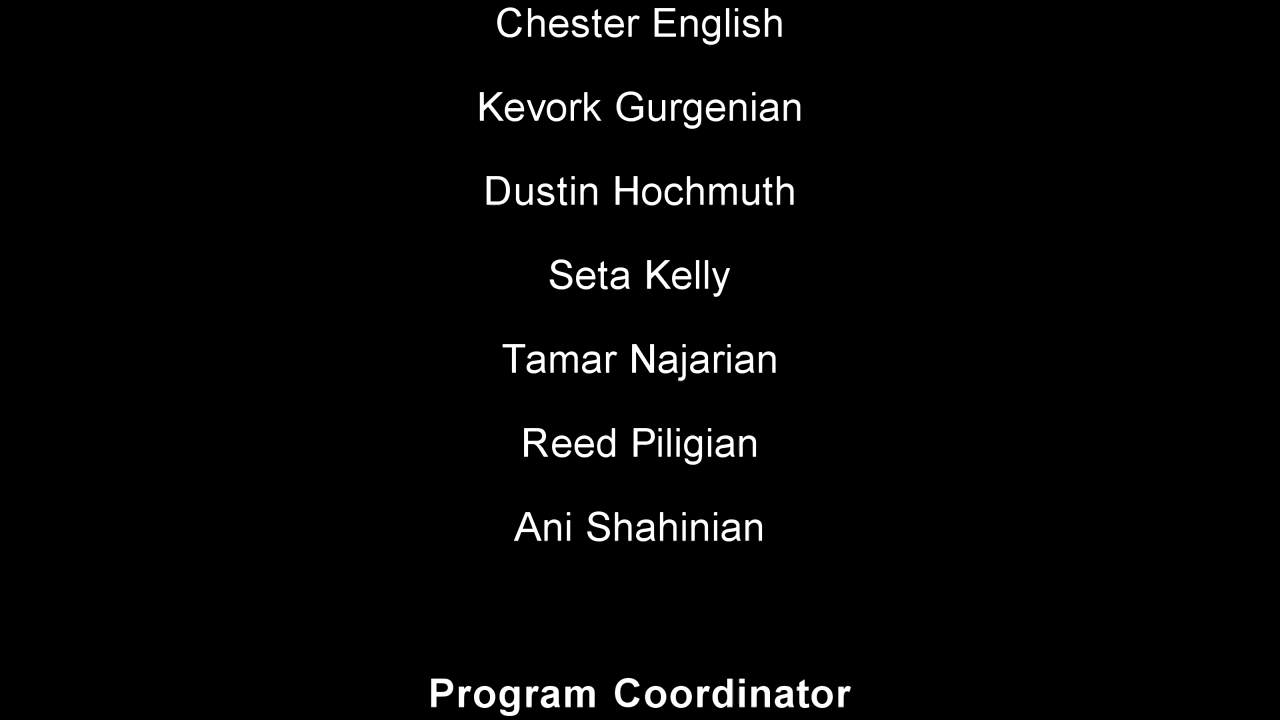 Chester English
Kevork Gurgenian
Dustin Hochmuth
Seta Kelly
Tamar Najarian
Reed Piligian
Ani Shahinian
Program Coordinator